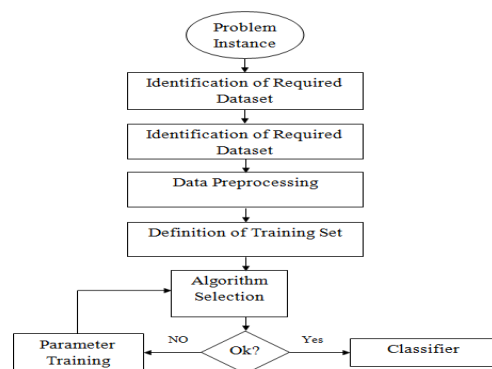 Problem
Instance
Identification of Required
Dataset
Identification of Required
Dataset
Data Preprocessing
Definition of Training Set
Algorithm
Selection
NO
Ok?
Yes
Parameter
Training
Classifier